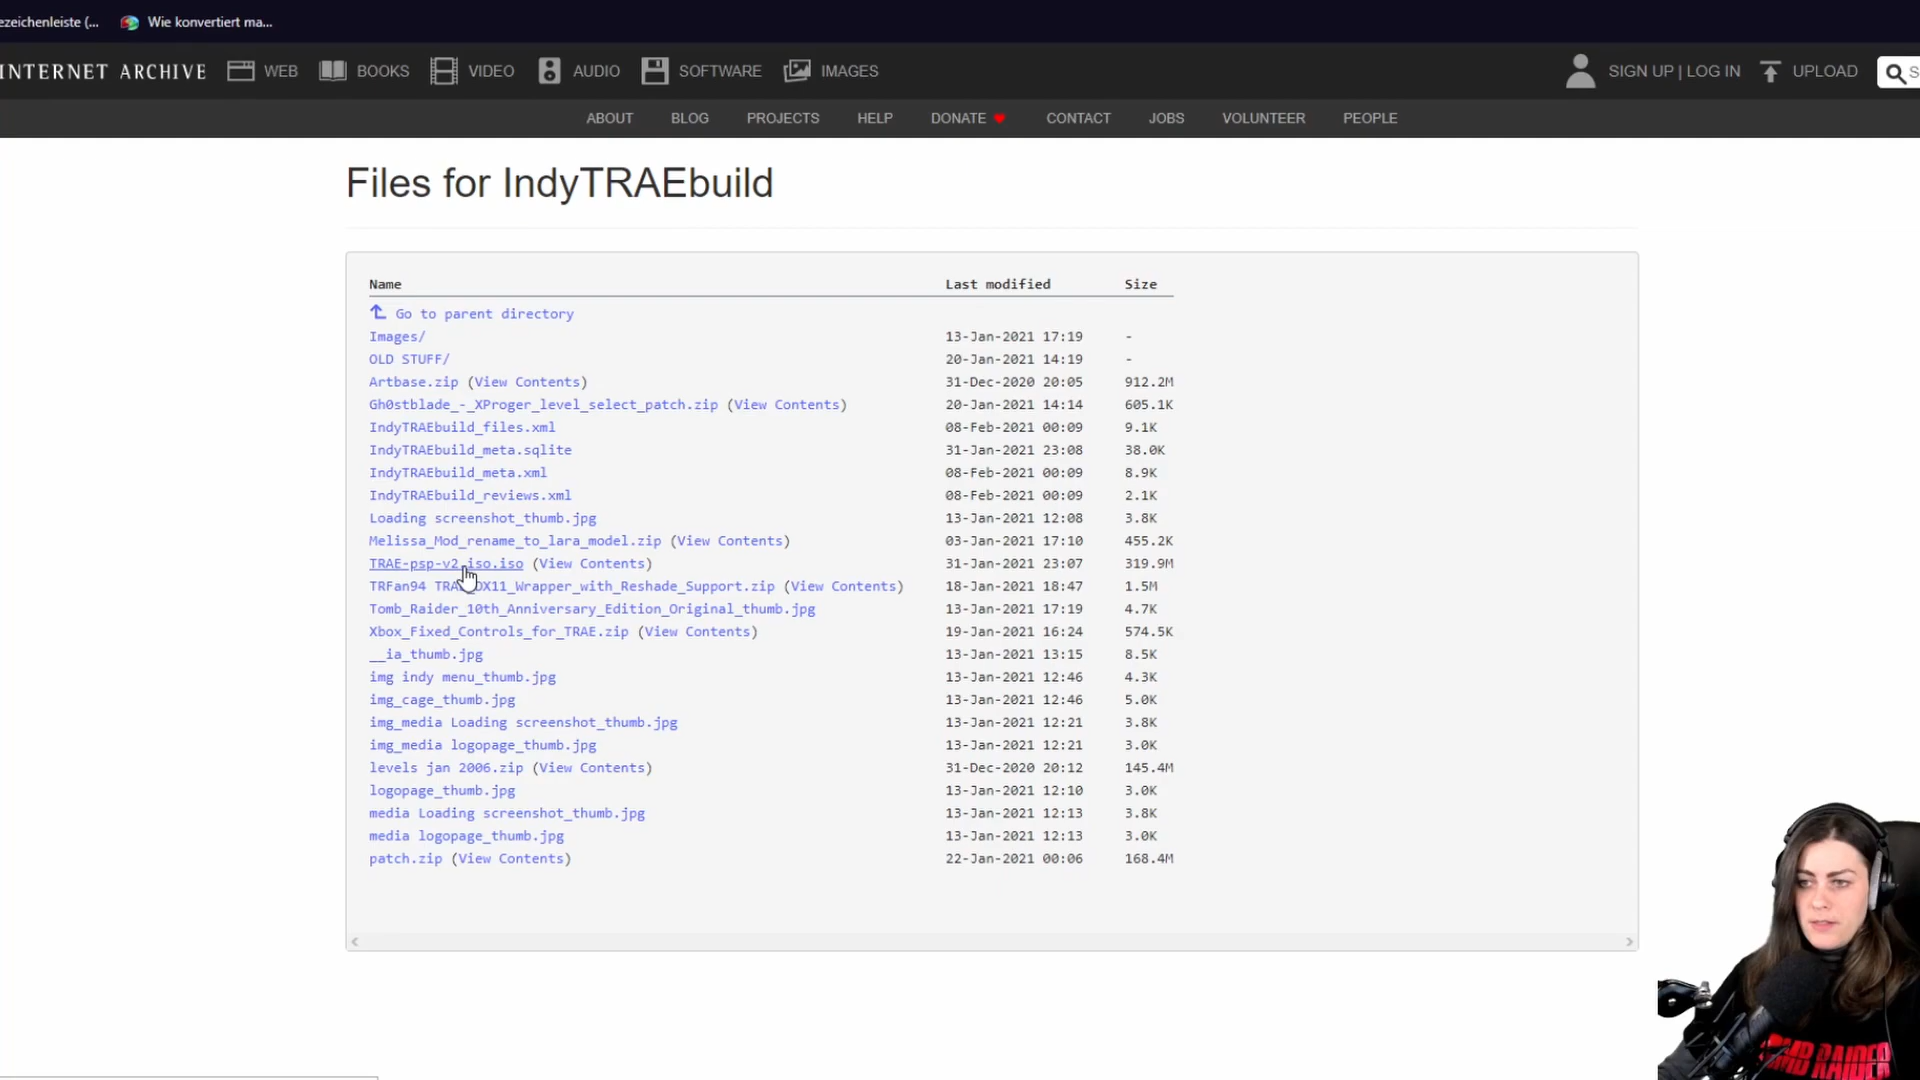 ezeichenleiste (... Wie konvertiert ma...
INTERNET ARCHIVE WEB BOOKS VIDEO AUDIO SOFTWARE IMAGES SIGN UP | LOG IN UPLOAD S
ABOUT BLOG PROJECTS HELP DONATE CONTACT JOBS VOLUNTEER PEOPLE
Files for IndyTRAEbuild
Name Last modified Size
Go to parent directory
Images/ 13-Jan-2021 17:19 -
OLD STUFF/ 20-Jan-2021 14:19 -
Artbase.zip (View Contents) 31-Dec-2020 20:05 912.2M
Gh0stblade_-_XProger_level_select_patch.zip (View Contents) 20-Jan-2021 14:14 605.1K
IndyTRAEbuild_files.xml 08-Feb-2021 00:09 9.1K
IndyTRAEbuild_meta.sqlite 31-Jan-2021 23:08 38.0K
IndyTRAEbuild_meta.xml 08-Feb-2021 00:09 8.9K
IndyTRAEbuild_reviews.xml 08-Feb-2021 00:09 2.1K
Loading screenshot_thumb.jpg 13-Jan-2021 12:08 3.8K
Melissa_Mod_rename_to_lara_model.zip (View Contents) 03-Jan-2021 17:10 455.2K
TRAE-psp-v2.iso.iso (View Contents) 31-Jan-2021 23:07 319.9M
TRFan94 TRAE_DX11_Wrapper_with_Reshade_Support.zip (View Contents) 18-Jan-2021 18:47 1.5M
Tomb_Raider_10th_Anniversary_Edition_Original_thumb.jpg 13-Jan-2021 17:19 4.7K
Xbox_Fixed_Controls_for_TRAE.zip (View Contents) 19-Jan-2021 16:24 574.5K
__ia_thumb.jpg 13-Jan-2021 13:15 8.5K
img indy menu_thumb.jpg 13-Jan-2021 12:46 4.3K
img_cage_thumb.jpg 13-Jan-2021 12:46 5.0K
img_media Loading screenshot_thumb.jpg 13-Jan-2021 12:21 3.8K
img_media logopage_thumb.jpg 13-Jan-2021 12:21 3.0K
levels jan 2006.zip (View Contents) 31-Dec-2020 20:12 145.4M
logopage_thumb.jpg 13-Jan-2021 12:10 3.0K
media Loading screenshot_thumb.jpg 13-Jan-2021 12:13 3.8K
media logopage_thumb.jpg 13-Jan-2021 12:13 3.0K
patch.zip (View Contents) 22-Jan-2021 00:06 168.4M
MB RAIDER